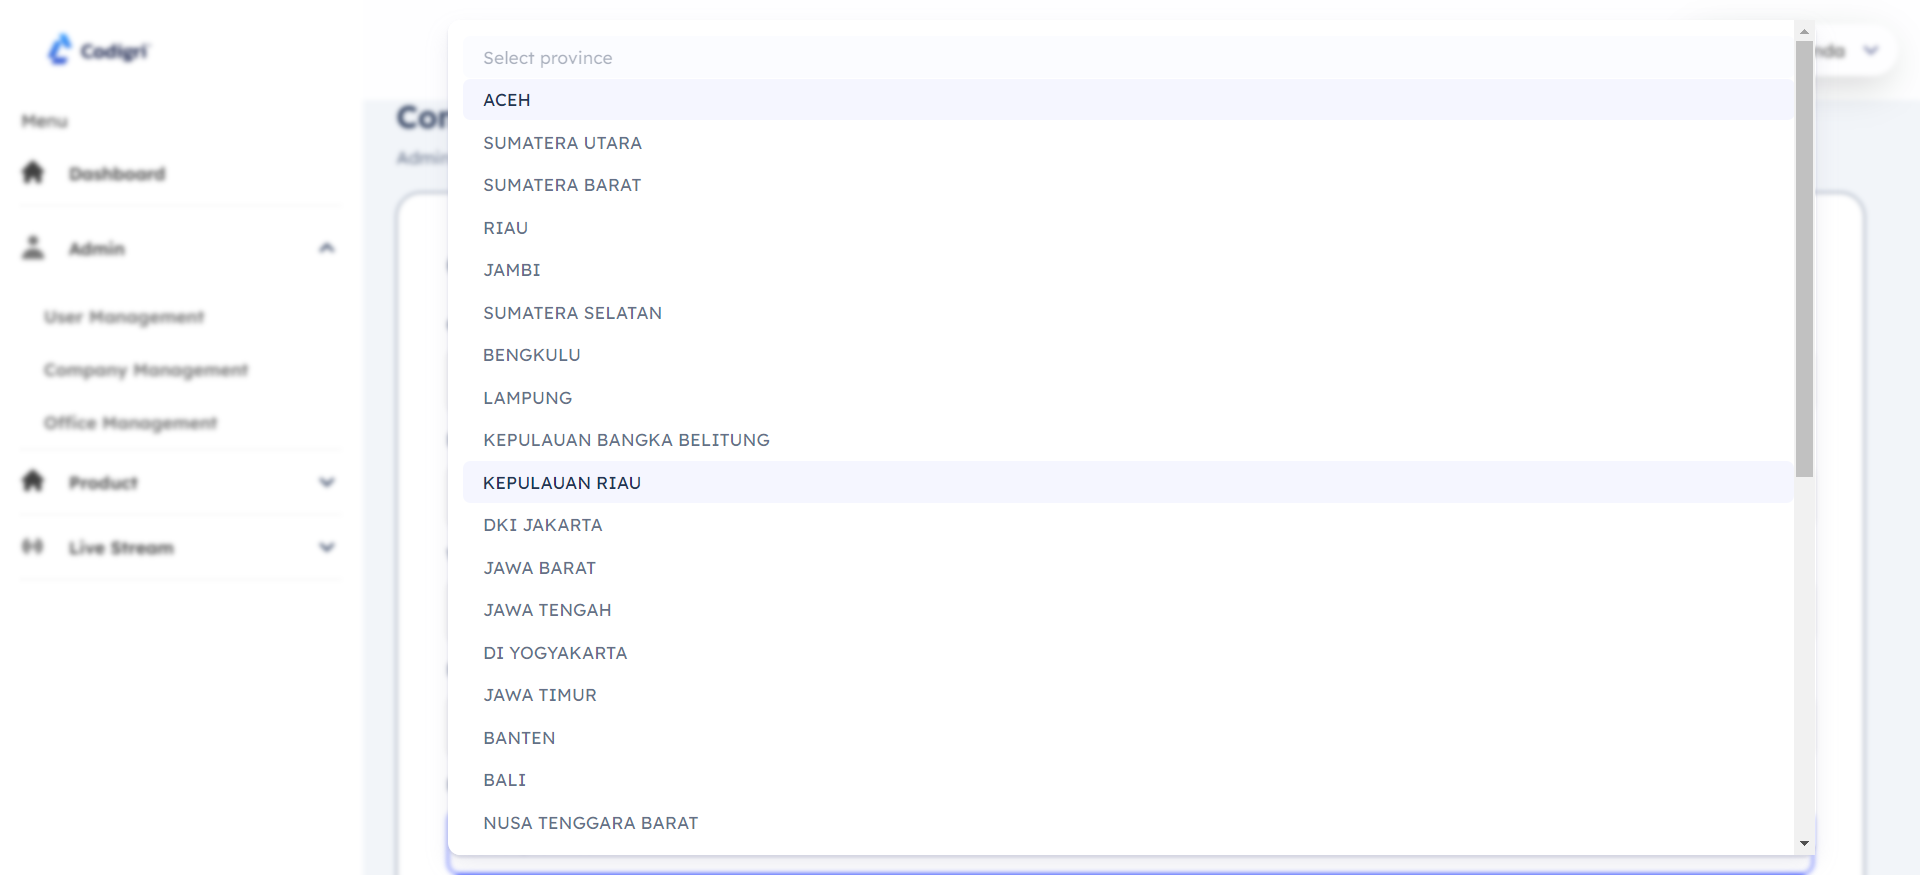 Codigri
Menu
Dashboard
Admin
User Management
Company Management
Office Management
Product
Live Stream
Select province
ACEH
SUMATERA UTARA
SUMATERA BARAT
RIAU
JAMBI
SUMATERA SELATAN
BENGKULU
LAMPUNG
KEPULAUAN BANGKA BELITUNG
KEPULAUAN RIAU
DKI JAKARTA
JAWA BARAT
JAWA TENGAH
DI YOGYAKARTA
JAWA TIMUR
BANTEN
BALI
NUSA TENGGARA BARAT